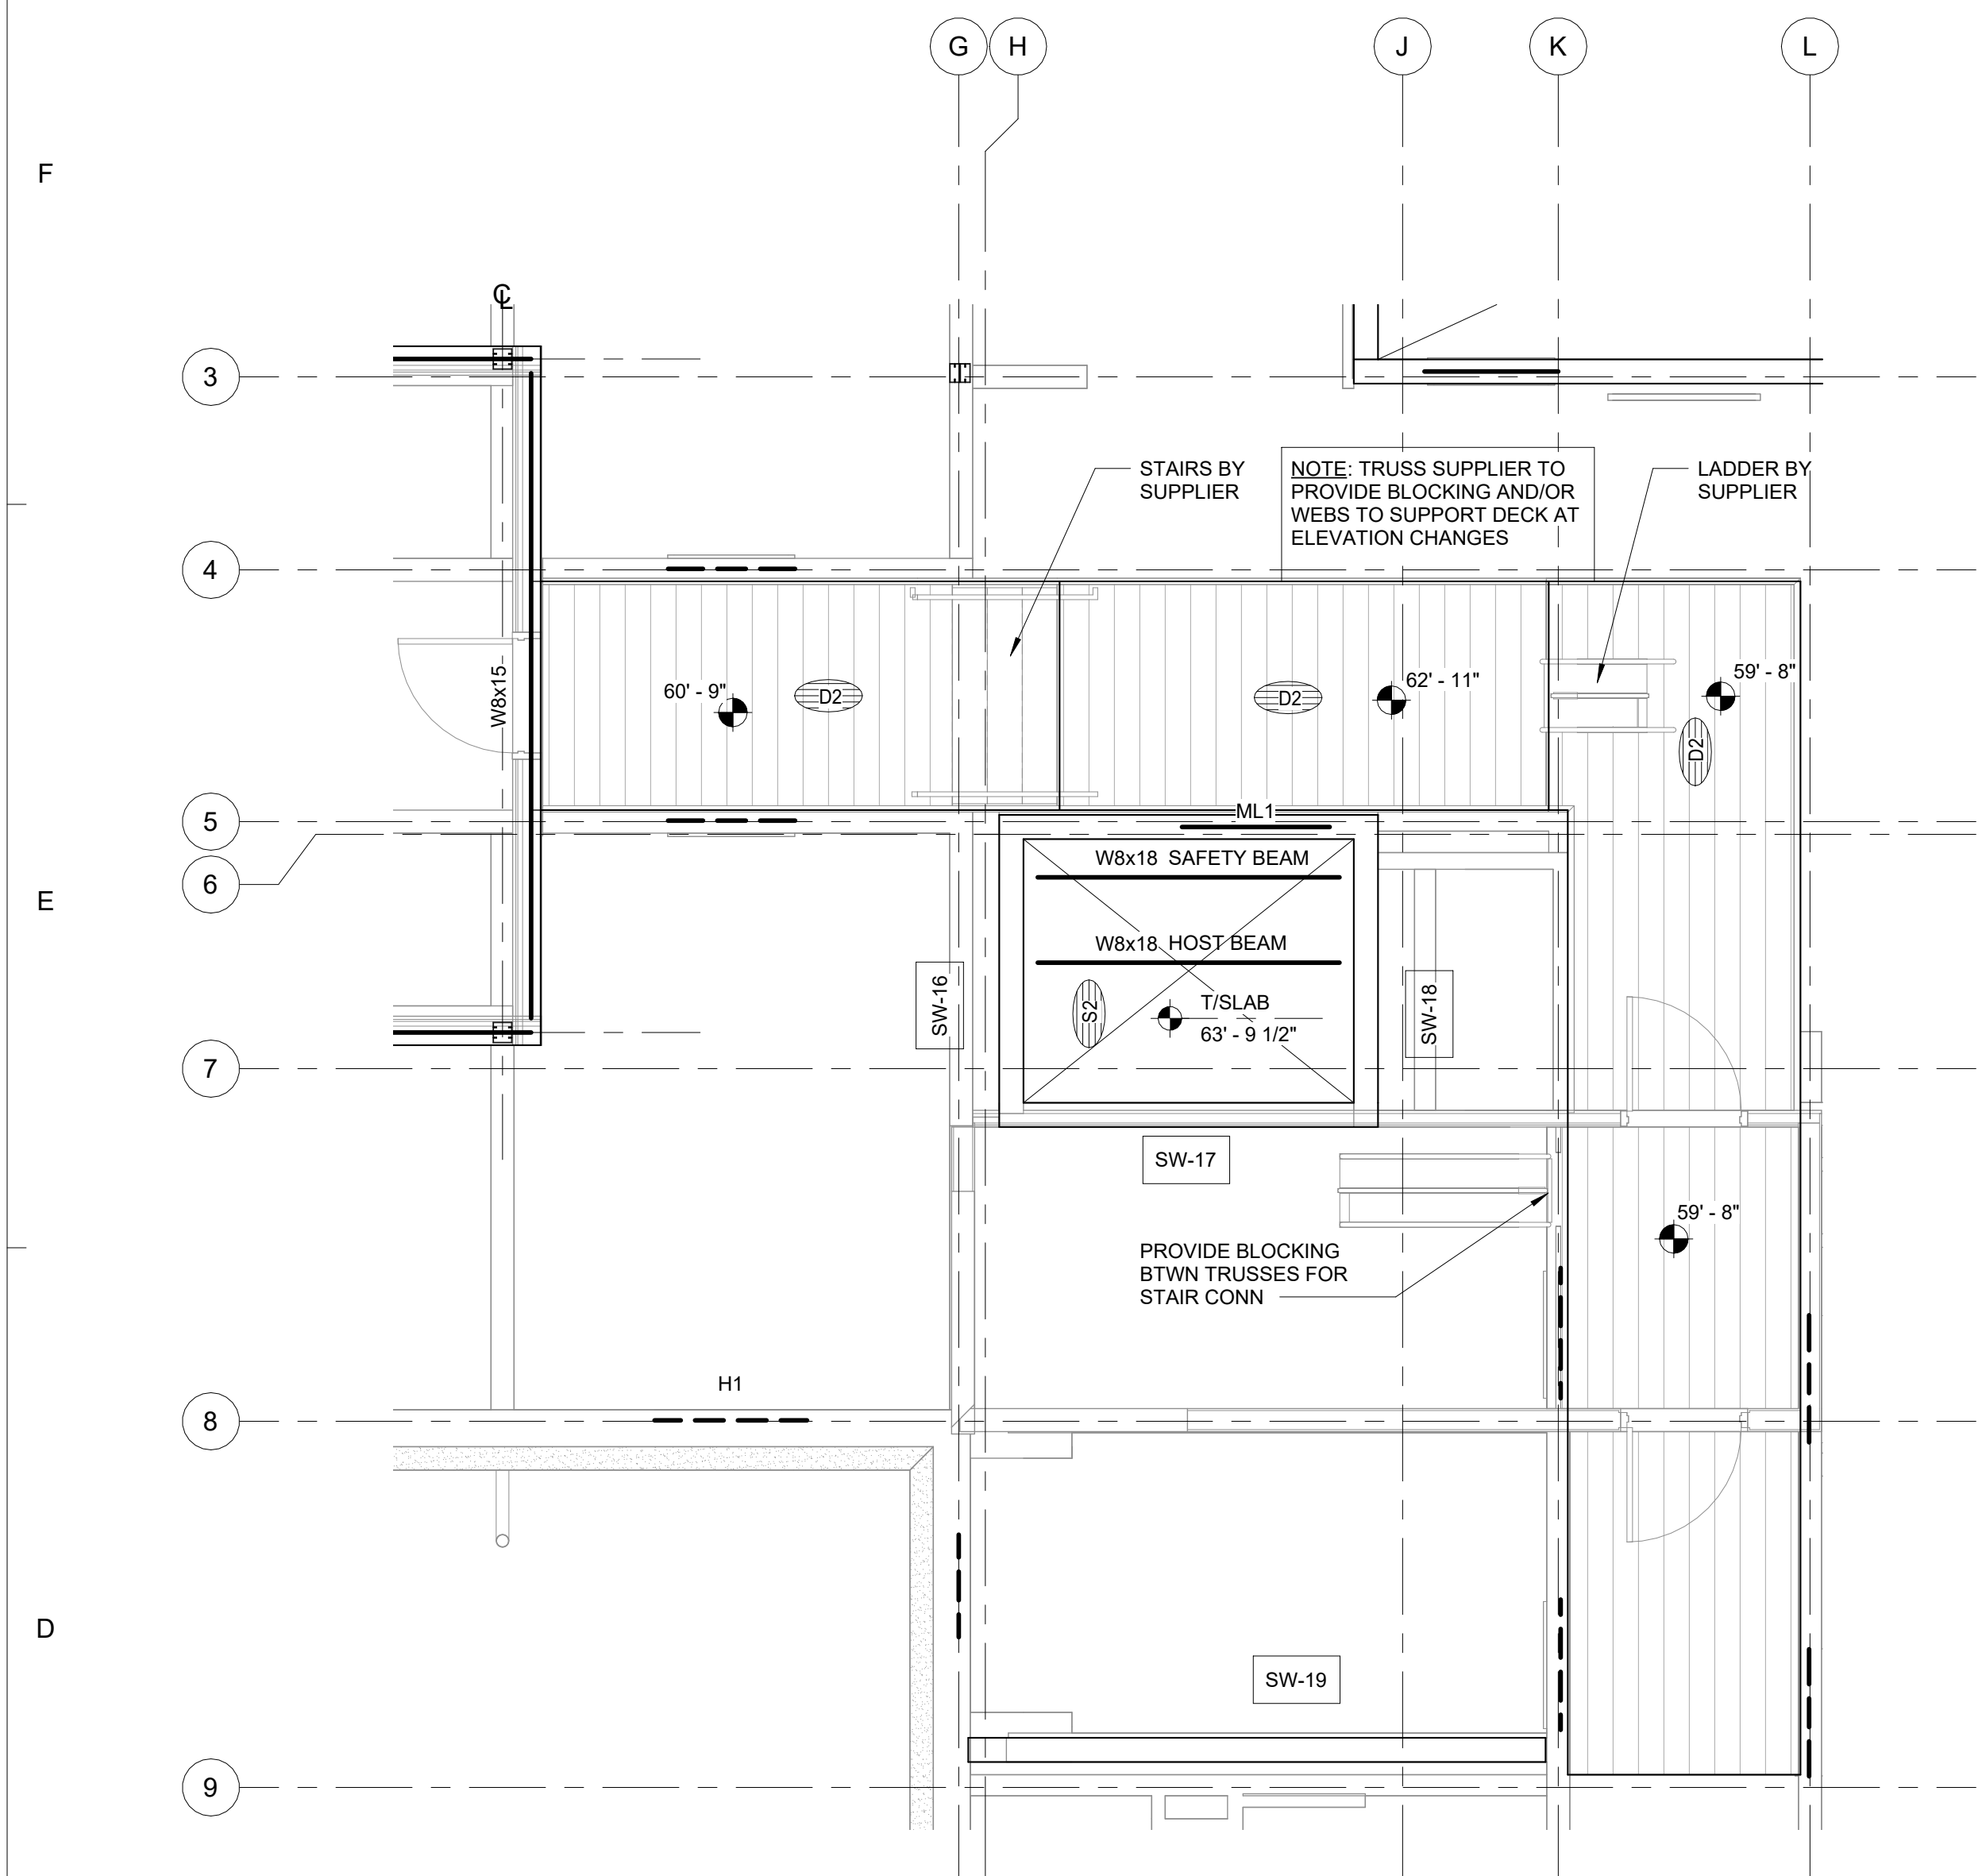 G
H
J
K
L
F
℄
3
STAIRS BY
SUPPLIER
NOTE: TRUSS SUPPLIER TO
PROVIDE BLOCKING AND/OR
WEBS TO SUPPORT DECK AT
ELEVATION CHANGES
LADDER BY
SUPPLIER
4
W8x15
60' - 9"
D2
D2
62' - 11"
59' - 8"
D2
5
ML1
6
E
W8x18 SAFETY BEAM
W8x18 HOST BEAM
SW-16
S2
T/SLAB
63' - 9 1/2"
SW-18
7
SW-17
59' - 8"
PROVIDE BLOCKING
BTWN TRUSSES FOR
STAIR CONN
H1
8
D
SW-19
9